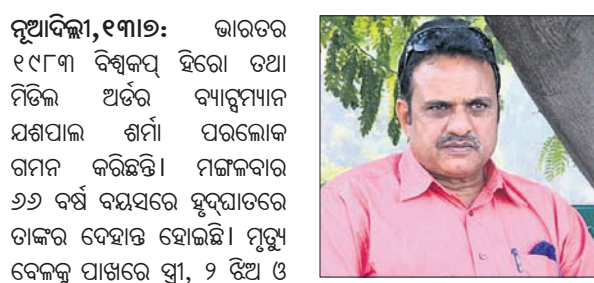 ନୂଆଦିଲ୍ଲୀ,୧୩।୭: ଭାରତର
୧୯୮୩ ବିଶ୍ୱକପ୍ ହିରୋ ତଥା
ମିଡିଲ ଅର୍ଡର ବ୍ୟାଟ୍ସମ୍ୟାନ
ଯଶପାଲ ଶର୍ମା ପରଲୋକ
ଗମନ କରିଛନ୍ତି। ମଙ୍ଗଳବାର
୬୬ ବର୍ଷ ବୟସରେ ହୃଦ୍‌ଘାତରେ
ତାଙ୍କର ଦେହାନ୍ତ ହୋଇଛି। ମୃତ୍ୟୁ
ବେଳକୁ ପାଖରେ ସ୍ତ୍ରୀ, ୨ ଝିଅ ଓ